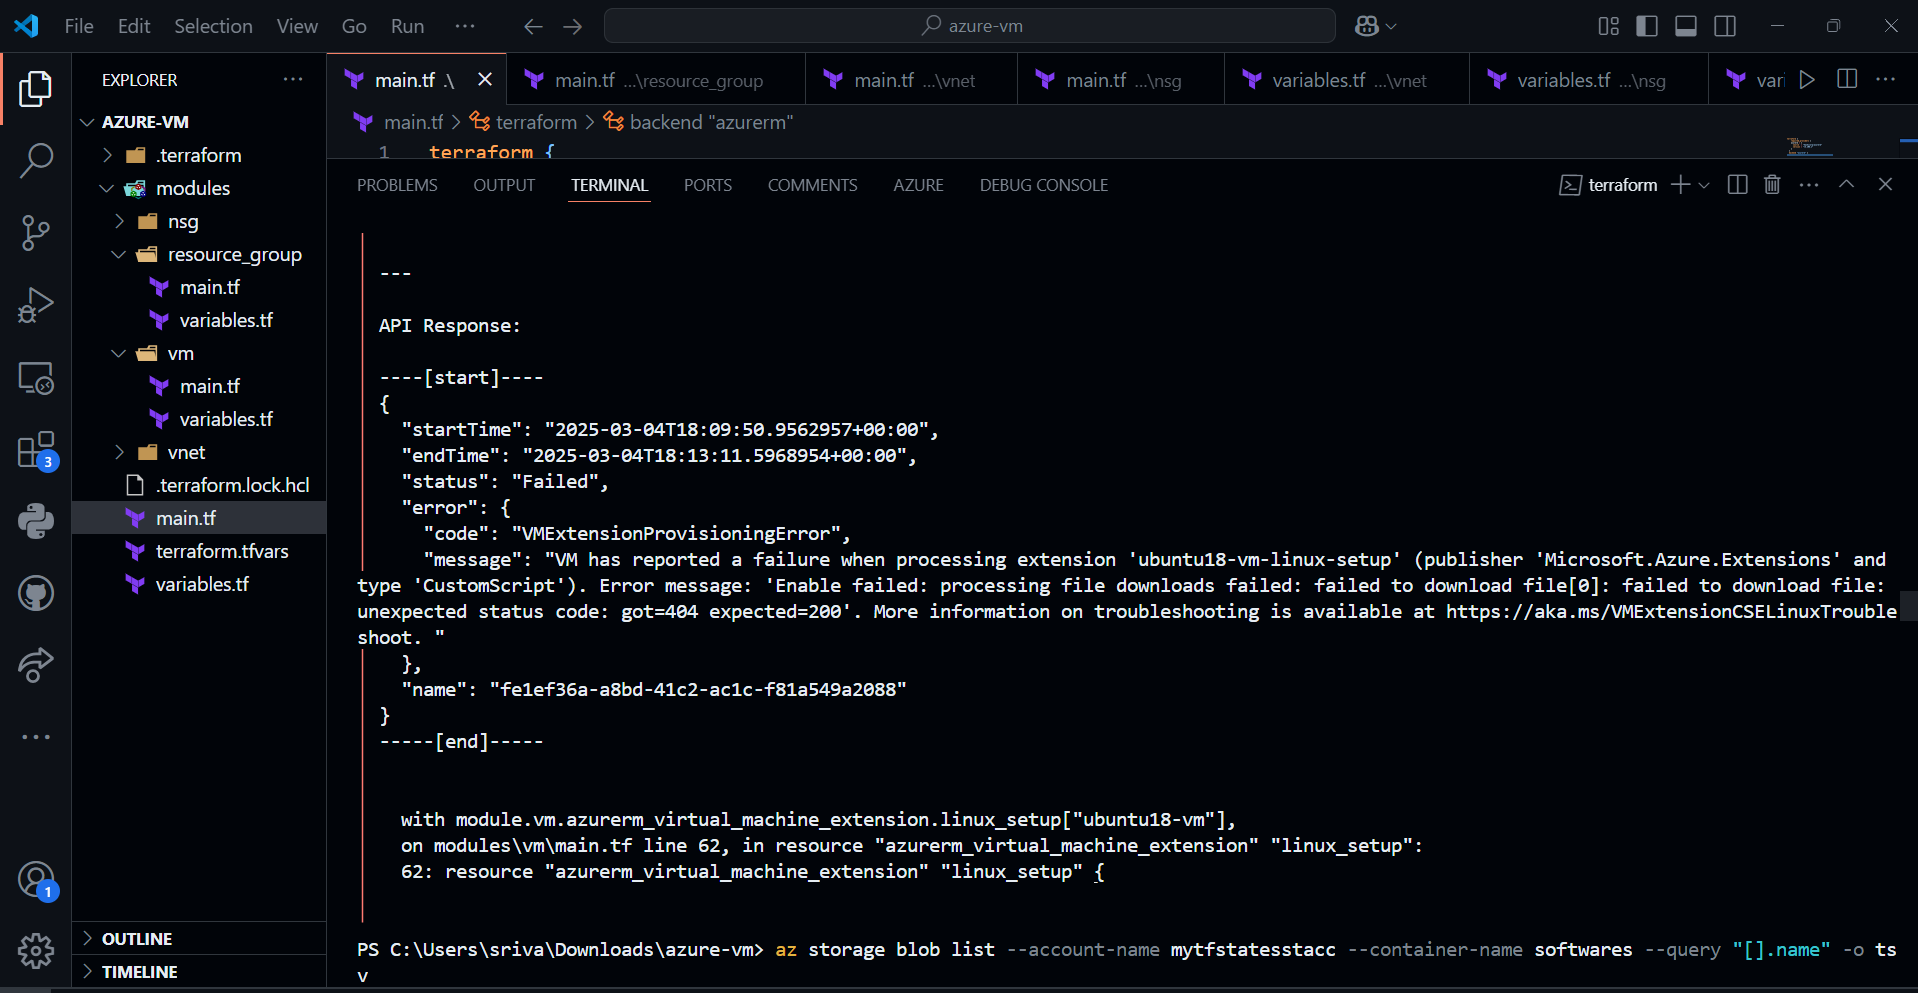 File Edit Selection View Go Run ··· azure-vm
EXPLORER ···
AZURE-VM
.terraform
modules
nsg
resource_group
main.tf
variables.tf
vm
main.tf
variables.tf
vnet
.terraform.lock.hcl
main.tf
terraform.tfvars
variables.tf
OUTLINE
TIMELINE
3
1
main.tf .\ main.tf ...\resource_group main.tf ...\vnet main.tf ...\nsg variables.tf ...\vnet variables.tf ...\nsg vari
main.tf > terraform > backend "azurerm"
1 terraform {
PROBLEMS OUTPUT TERMINAL PORTS COMMENTS AZURE DEBUG CONSOLE terraform
---
API Response:
----[start]----
{
"startTime": "2025-03-04T18:09:50.9562957+00:00",
"endTime": "2025-03-04T18:13:11.5968954+00:00",
"status": "Failed",
"error": {
"code": "VMExtensionProvisioningError",
"message": "VM has reported a failure when processing extension 'ubuntu18-vm-linux-setup' (publisher 'Microsoft.Azure.Extensions' and
type 'CustomScript'). Error message: 'Enable failed: processing file downloads failed: failed to download file[0]: failed to download file:
unexpected status code: got=404 expected=200'. More information on troubleshooting is available at https://aka.ms/VMExtensionCSELinuxTrouble
shoot. "
},
"name": "fe1ef36a-a8bd-41c2-ac1c-f81a549a2088"
}
-----[end]-----
with module.vm.azurerm_virtual_machine_extension.linux_setup["ubuntu18-vm"],
on modules\vm\main.tf line 62, in resource "azurerm_virtual_machine_extension" "linux_setup":
62: resource "azurerm_virtual_machine_extension" "linux_setup" {
PS C:\Users\sriva\Downloads\azure-vm> az storage blob list --account-name mytfstatesstacc --container-name softwares --query "[].name" -o ts
v